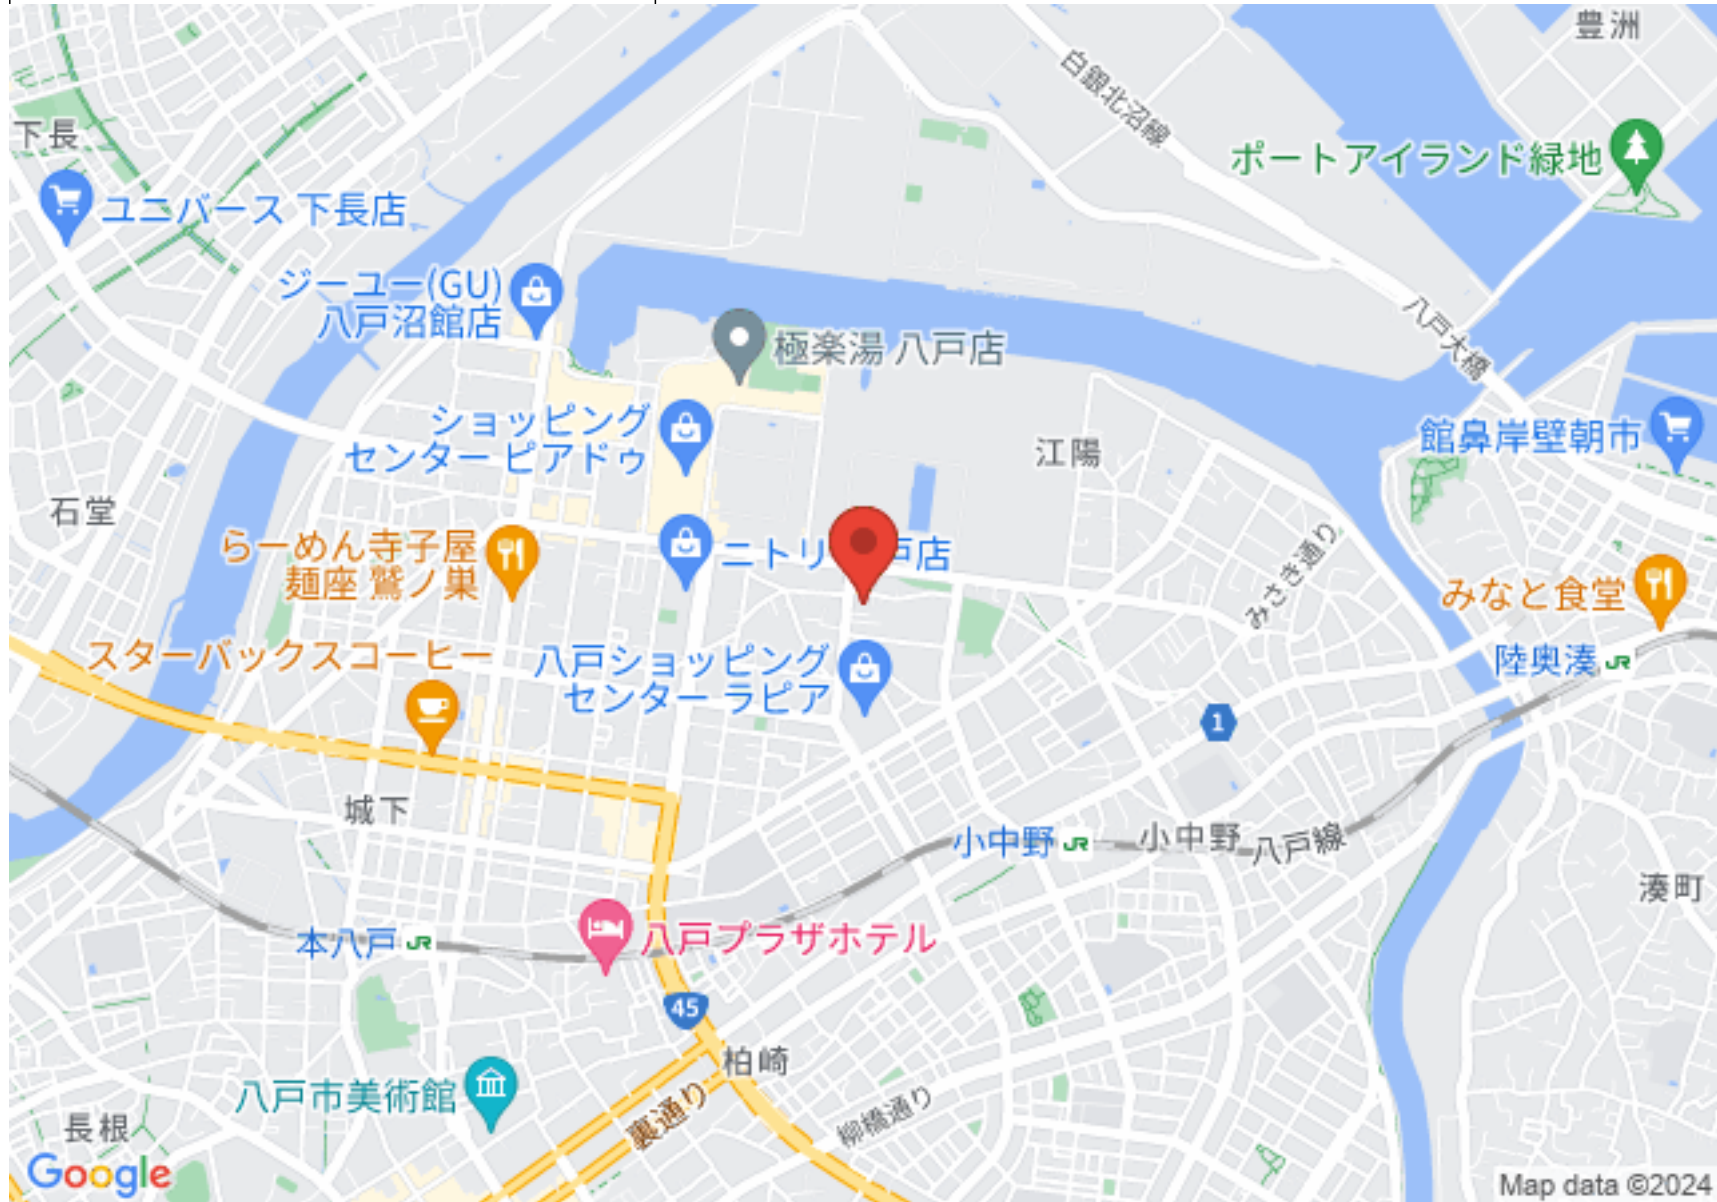 豊洲
白銀北沼線
下長
ポートアイランド緑地
ユニバース 下長店
ジーユー(GU)
八戸沼館店
極楽湯 八戸店
八戸大橋
ショッピング
センター ピアドゥ
江陽
館鼻岸壁朝市
石堂
らーめん寺子屋
麺座 鷲ノ巣
ニトリ 戸店
みさき通り
みなと食堂
スターバックスコーヒー
八戸ショッピング
センター ラピア
陸奥湊 JR
1
城下
小中野 JR
小中野
八戸線
湊町
本八戸 JR
八戸プラザホテル
45
柏崎
八戸市美術館
裏通り
柳橋通り
長根
Google
Map data ©2024